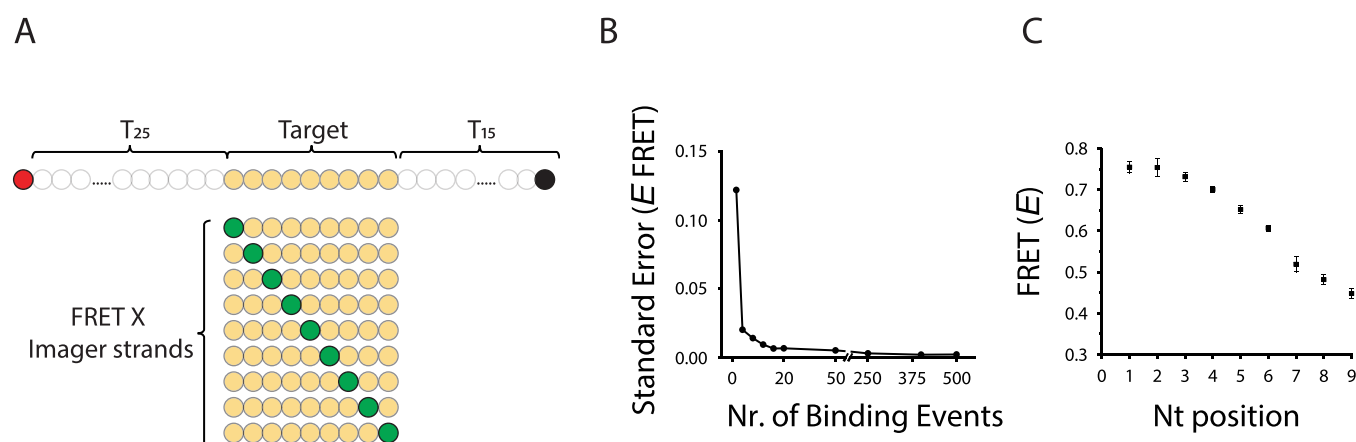 A
B
C
T25
Target
T15
FRET X
Imager strands
Standard Error (E FRET)
0.15
0.10
0.05
0.00
0 20 50 250 375 500
Nr. of Binding Events
FRET (E)
0.8
0.7
0.6
0.5
0.4
0.3
0 1 2 3 4 5 6 7 8 9
Nt position